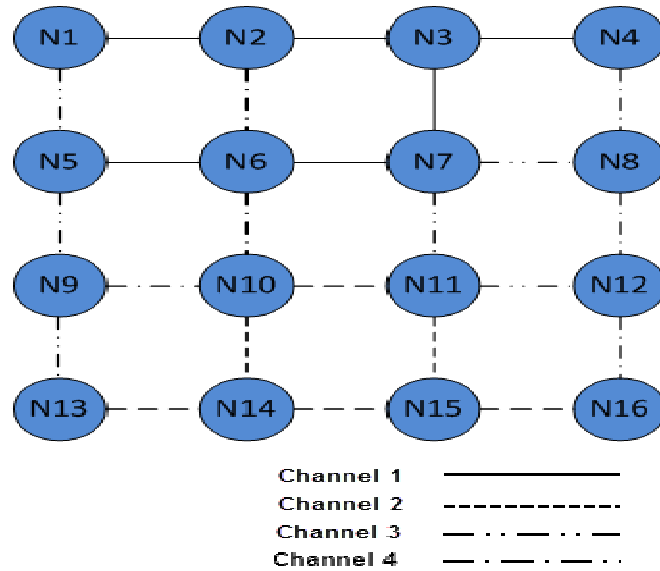 N1 N2 N3 N4
N5 N6 N7 N8
N9 N10 N11 N12
N13 N14 N15 N16
Channel 1
Channel 2
Channel 3
Channel 4